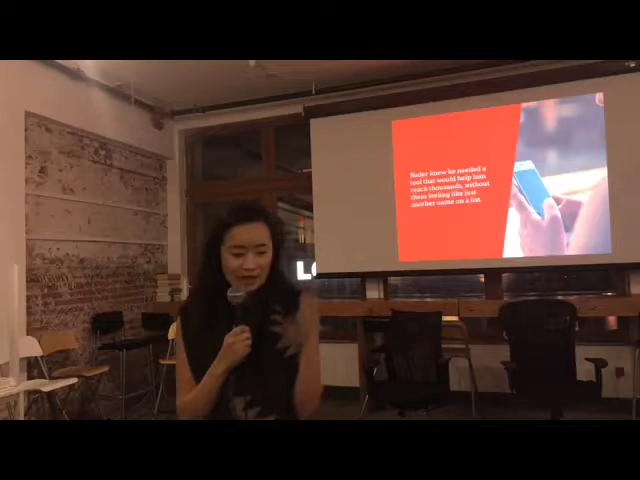 Nader knew he needed a
tool that would help him
reach thousands, without
them feeling like just
another name on a list.